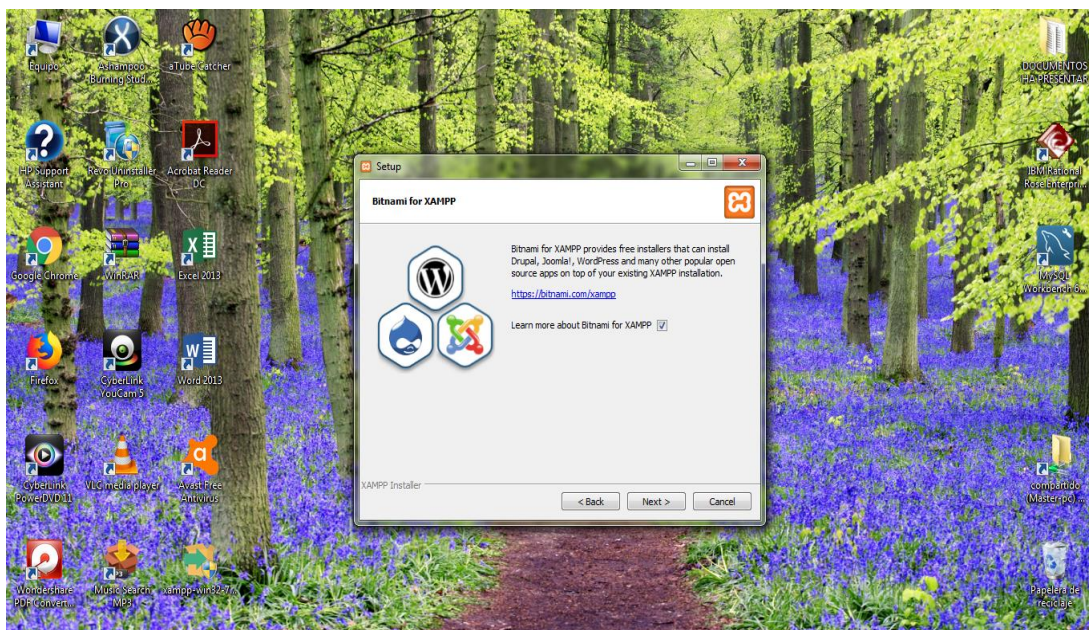 Equipo
Ashampoo
Burning Stud...
aTube Catcher
DOCUMENTOS
HA PRESENTAR
HP Support
Assistant
Revo Uninstaller
Pro
Acrobat Reader
DC
IBM Rational
Rose Enterpri...
Setup
Bitnami for XAMPP
Bitnami for XAMPP provides free installers that can install
Drupal, Joomla!, WordPress and many other popular open
source apps on top of your existing XAMPP installation.
https://bitnami.com/xampp
Learn more about Bitnami for XAMPP
Google Chrome
WinRAR
Excel 2013
MySQL
Workbench 6...
Firefox
CyberLink
YouCam 5
Word 2013
CyberLink
PowerDVD 11
VLC media player
Avast Free
Antivirus
XAMPP Installer
< Back
Next >
Cancel
compartido
(Master-pc) ...
Wondershare
PDF Convert...
Music Search
MP3
xampp-win32-7...
Papelera de
reciclaje